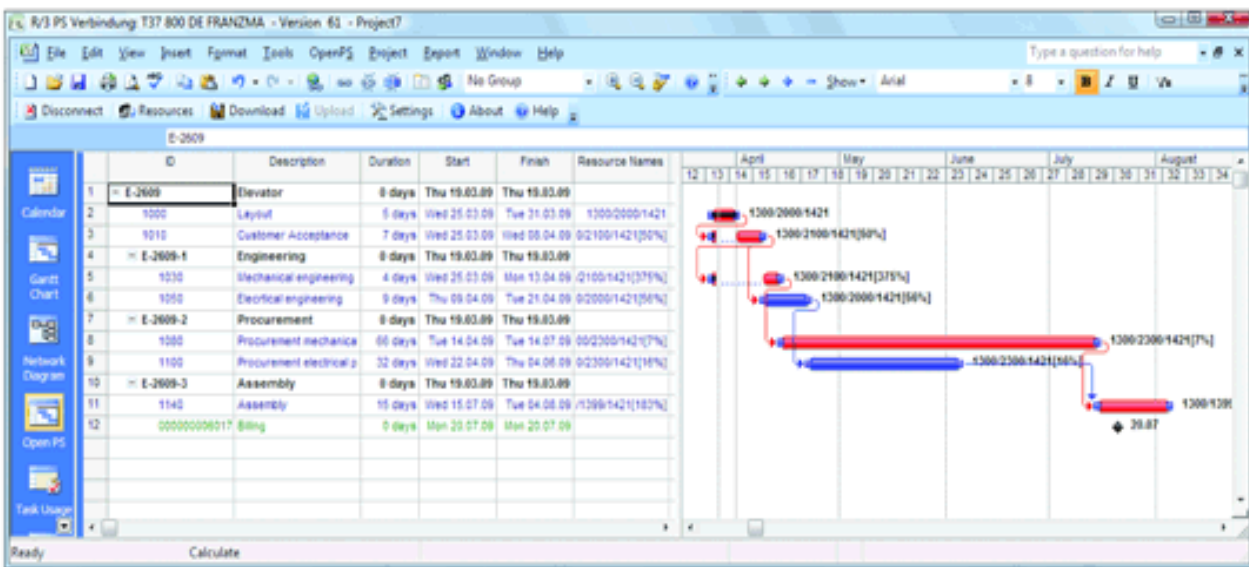 R/3 PS Verbindung: T37 800 DE FRANZMA - Version 61 - Project7
File Edit View Insert Format Tools OpenPS Project Export Window Help Type a question for help
No Group Show Arial 8 B I U
Disconnect Resources Download Upload Settings About Help
E-2609
ID Description Duration Start Finish Resource Names April May June July August
12 13 14 15 16 17 18 19 20 21 22 23 24 25 26 27 28 29 30 31 32 33 34
Calendar
Gantt Chart
Network Diagram
Open PS
Task Usage
1 E-2609 Elevator 0 days Thu 19.03.09 Thu 19.03.09
2 1000 Layout 5 days Wed 25.03.09 Tue 31.03.09 1300/2000/1421 1300/2000/1421
3 1010 Customer Acceptance 7 days Wed 25.03.09 Wed 08.04.09 0/2100/1421[50%] 1300/2100/1421[50%]
4 E-2609-1 Engineering 0 days Thu 19.03.09 Thu 19.03.09
5 1030 Mechanical engineering 4 days Wed 25.03.09 Mon 13.04.09 /2100/1421[375%] 1300/2100/1421[375%]
6 1050 Elecrtical engineering 9 days Thu 09.04.09 Tue 21.04.09 0/2000/1421[56%] 1300/2000/1421[56%]
7 E-2609-2 Procurement 0 days Thu 19.03.09 Thu 19.03.09
8 1080 Procurement mechanica 66 days Tue 14.04.09 Tue 14.07.09 00/2300/1421[7%] 1300/2300/1421[7%]
9 1100 Procurement electrical p 32 days Wed 22.04.09 Thu 04.06.09 0/2300/1421[16%] 1300/2300/1421[16%]
10 E-2609-3 Assembly 0 days Thu 19.03.09 Thu 19.03.09
11 1140 Assembly 15 days Wed 15.07.09 Tue 04.08.09 /1399/1421[183%] 1300/1399
12 Billing 0 days Mon 20.07.09 Mon 20.07.09 20.07
Ready Calculate